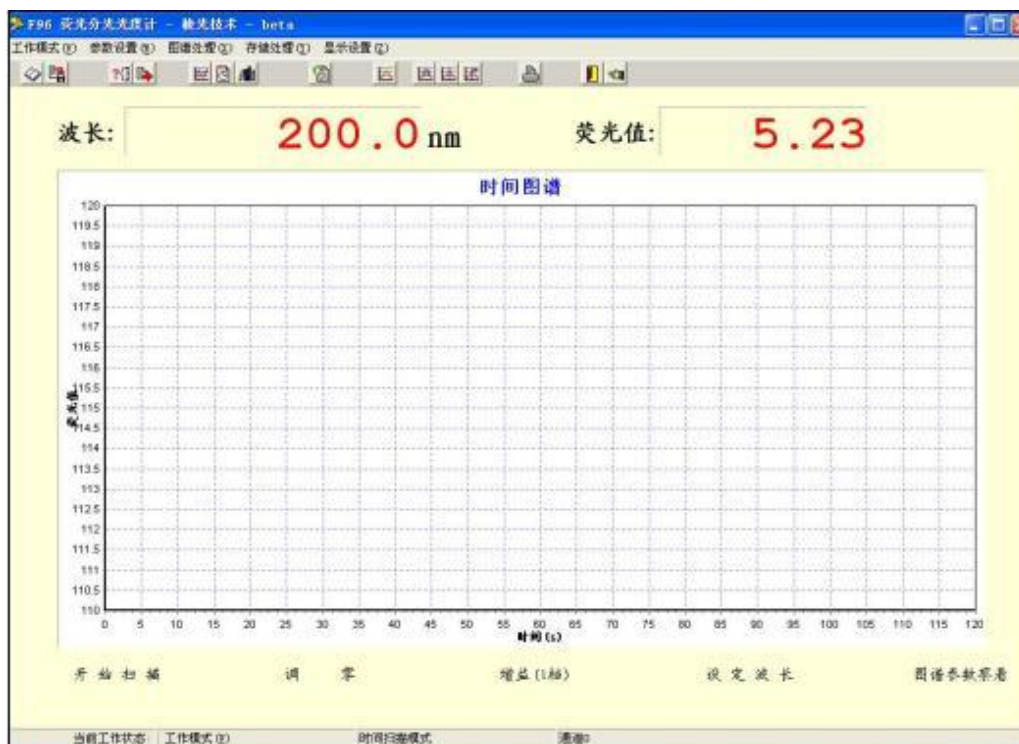 F96 荧光分光光度计 - 棱光技术 - beta
工作模式(P) 参数设置(B) 图谱处理(X) 存储处理(Y) 显示设置(Z)
波长: 200.0 nm 荧光值: 5.23
时间图谱
120
119.5
119
118.5
118
117.5
117
116.5
116
115.5
115
114.5
114
113.5
113
112.5
112
111.5
111
110.5
110
荧光值
0 5 10 15 20 25 30 35 40 45 50 55 60 65 70 75 80 85 90 95 100 105 110 115 120
时间(s)
开始扫描 调零 增益(1档) 设定波长 图谱参数察看
当前工作状态 工作模式(P) 时间扫描模式